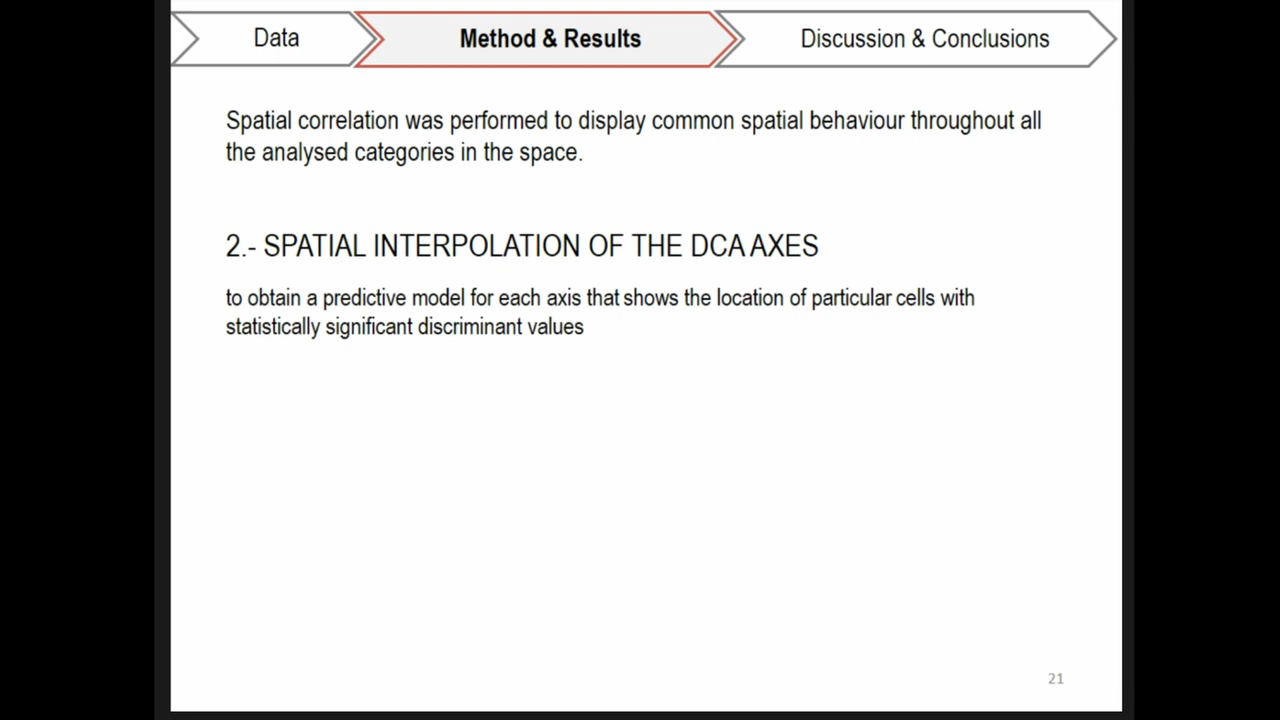 Data
Method & Results
Discussion & Conclusions
Spatial correlation was performed to display common spatial behaviour throughout all
the analysed categories in the space.
2.- SPATIAL INTERPOLATION OF THE DCA AXES
to obtain a predictive model for each axis that shows the location of particular cells with
statistically significant discriminant values
21